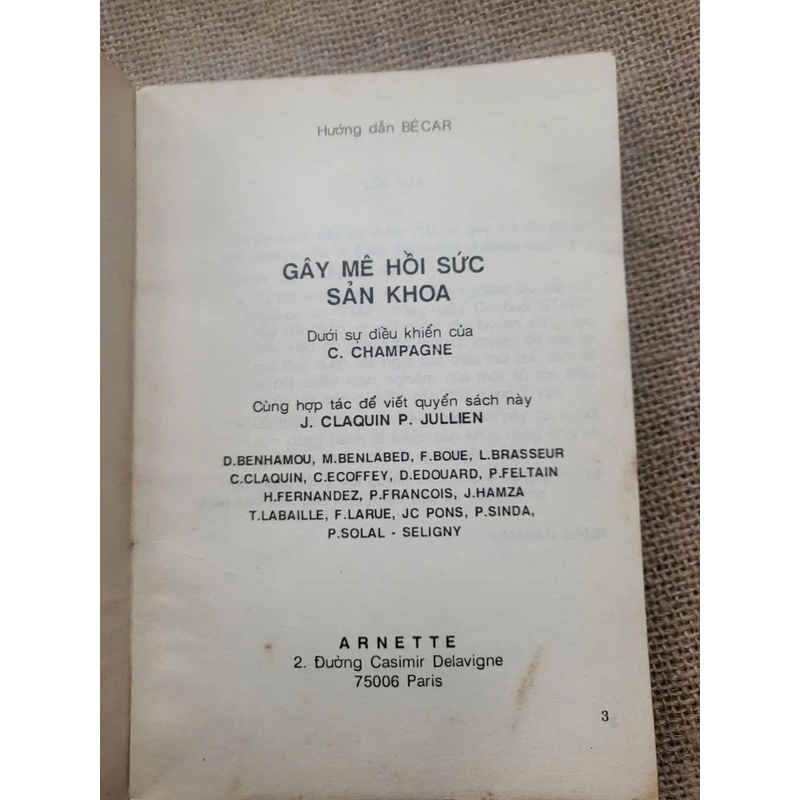 Hướng dẫn BÉCAR
GÂY MÊ HỒI SỨC
SẢN KHOA
Dưới sự điều khiển của
C. CHAMPAGNE
Cùng hợp tác để viết quyển sách này
J. CLAQUIN P. JULLIEN
D.BENHAMOU, M.BENLABED, F.BOUE, L.BRASSEUR
C.CLAQUIN, C.ECOFFEY, D.EDOUARD, P.FELTAIN
H.FERNANDEZ, P.FRANCOIS, J.HAMZA
T.LABAILLE, F.LARUE, JC PONS, P.SINDA,
P.SOLAL - SELIGNY
ARNETTE
2. Đường Casimir Delavigne
75006 Paris
3